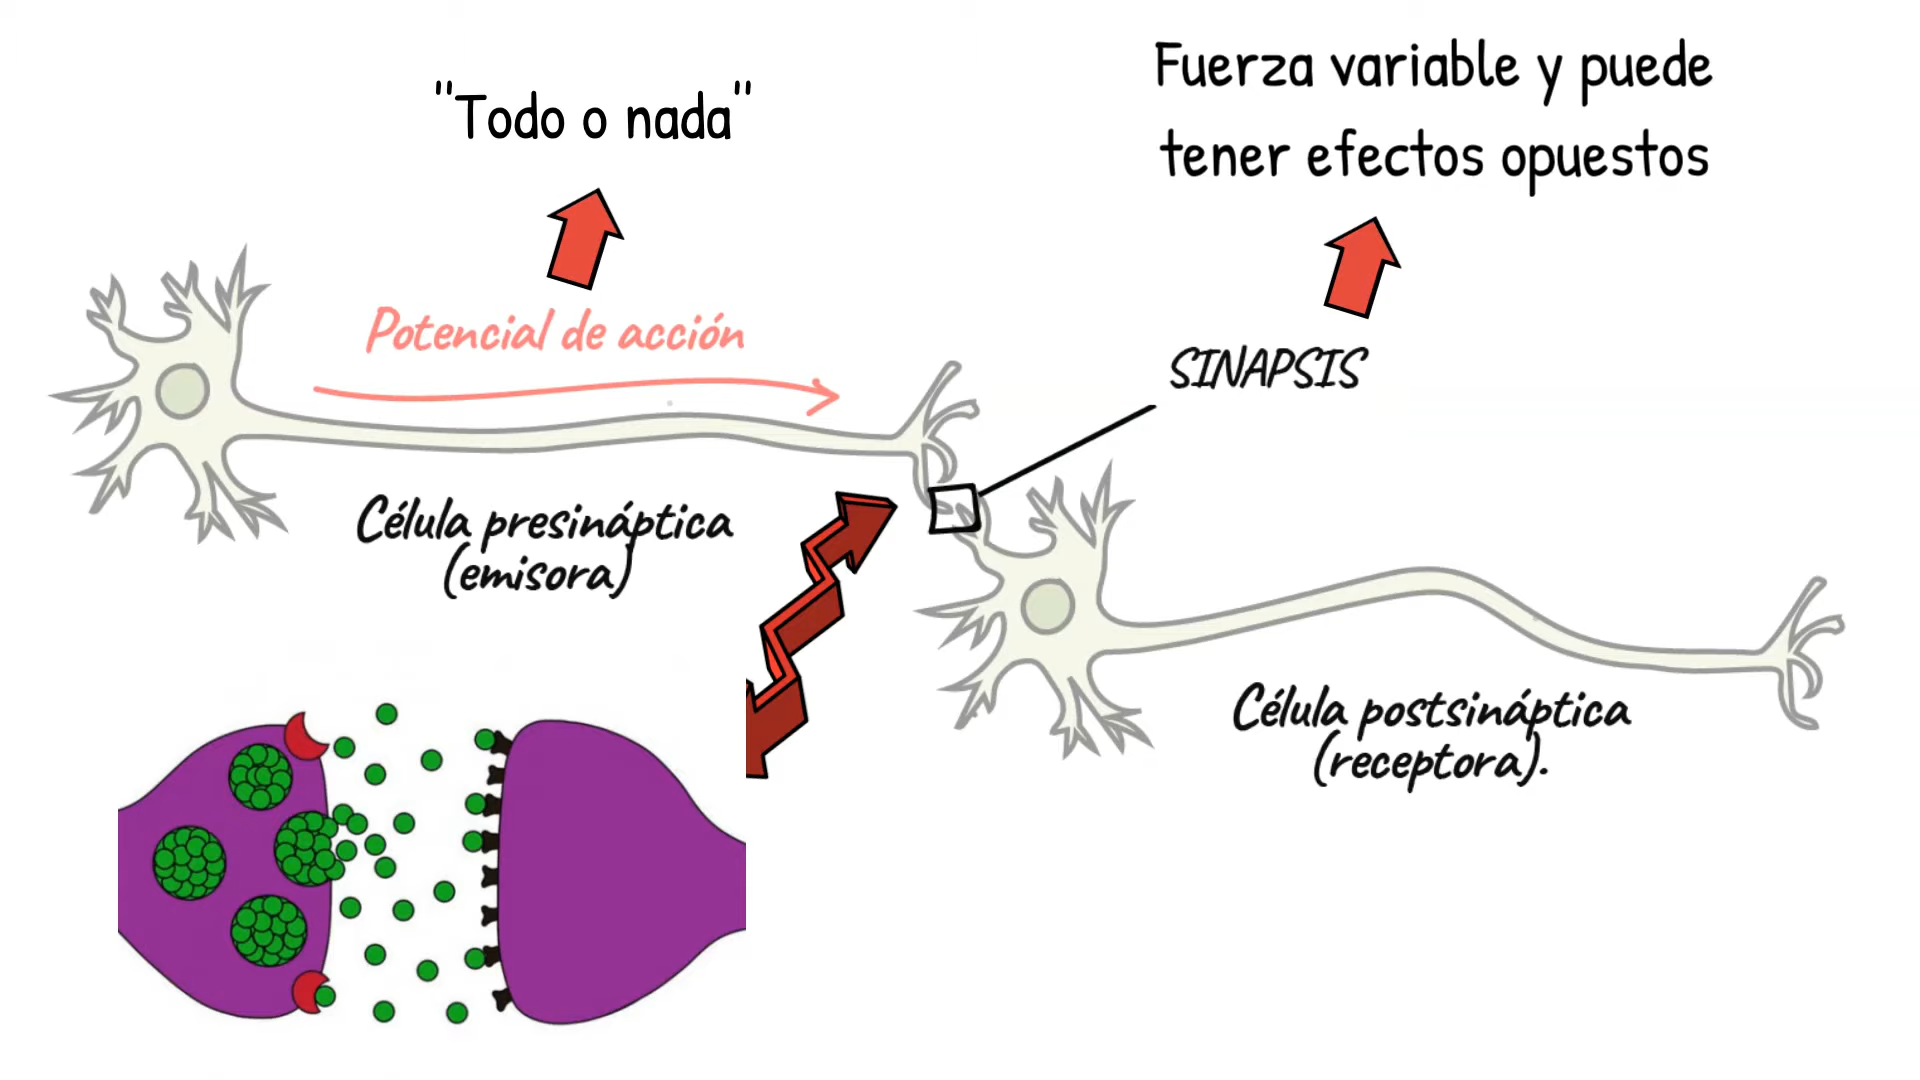 "Todo o nada"
Fuerza variable y puede
tener efectos opuestos
Potencial de acción
SINAPSIS
Célula presináptica
(emisora)
Célula postsináptica
(receptora).